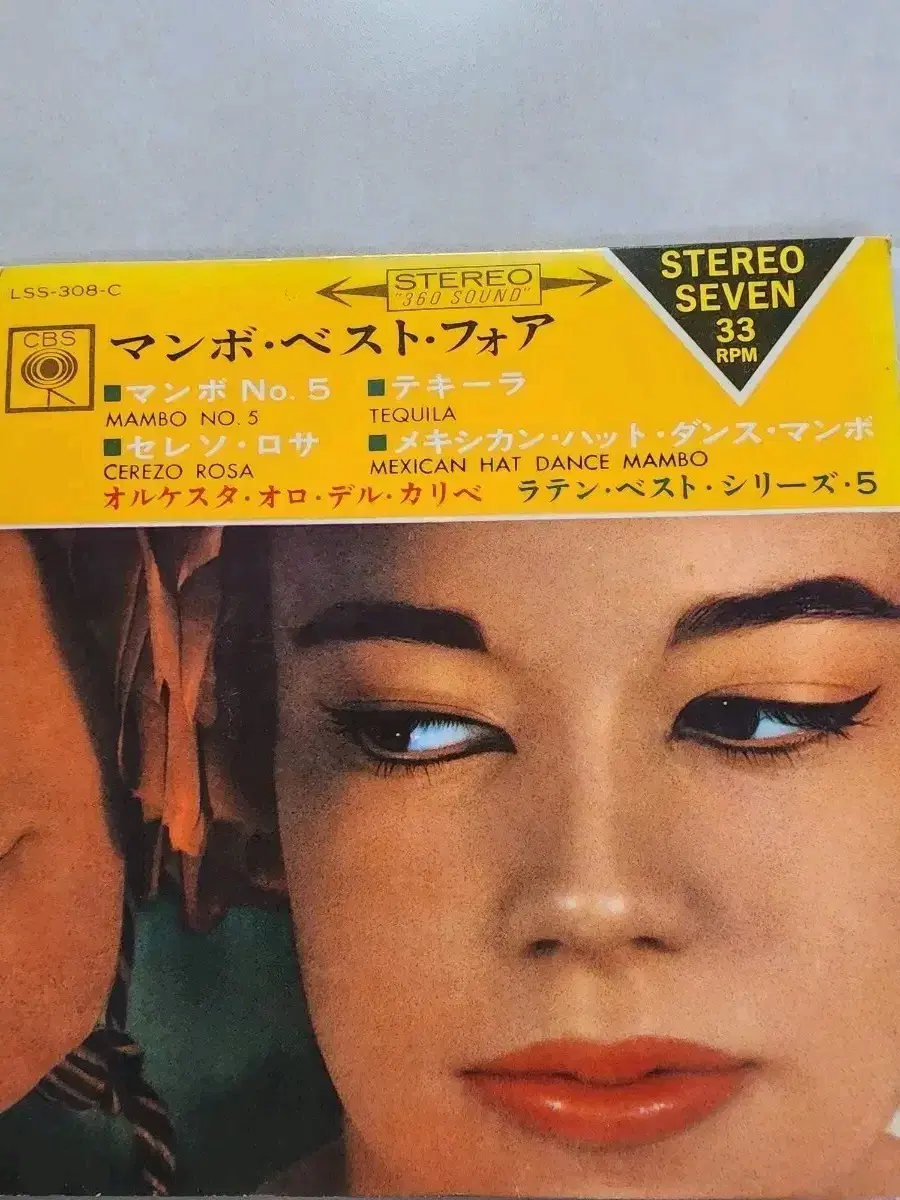 LSS-308-C
STEREO
"360 SOUND"
STEREO
SEVEN
33
RPM
CBS
マンボ・ベスト・フォア
■マンボNo.5
MAMBO NO. 5
■セレソ・ロサ
CEREZO ROSA
■テキーラ
TEQUILA
■メキシカン・ハット・ダンス・マンボ
MEXICAN HAT DANCE MAMBO
オルケスタ・オロ・デル・カリベ ラテン・ベスト・シリーズ・5